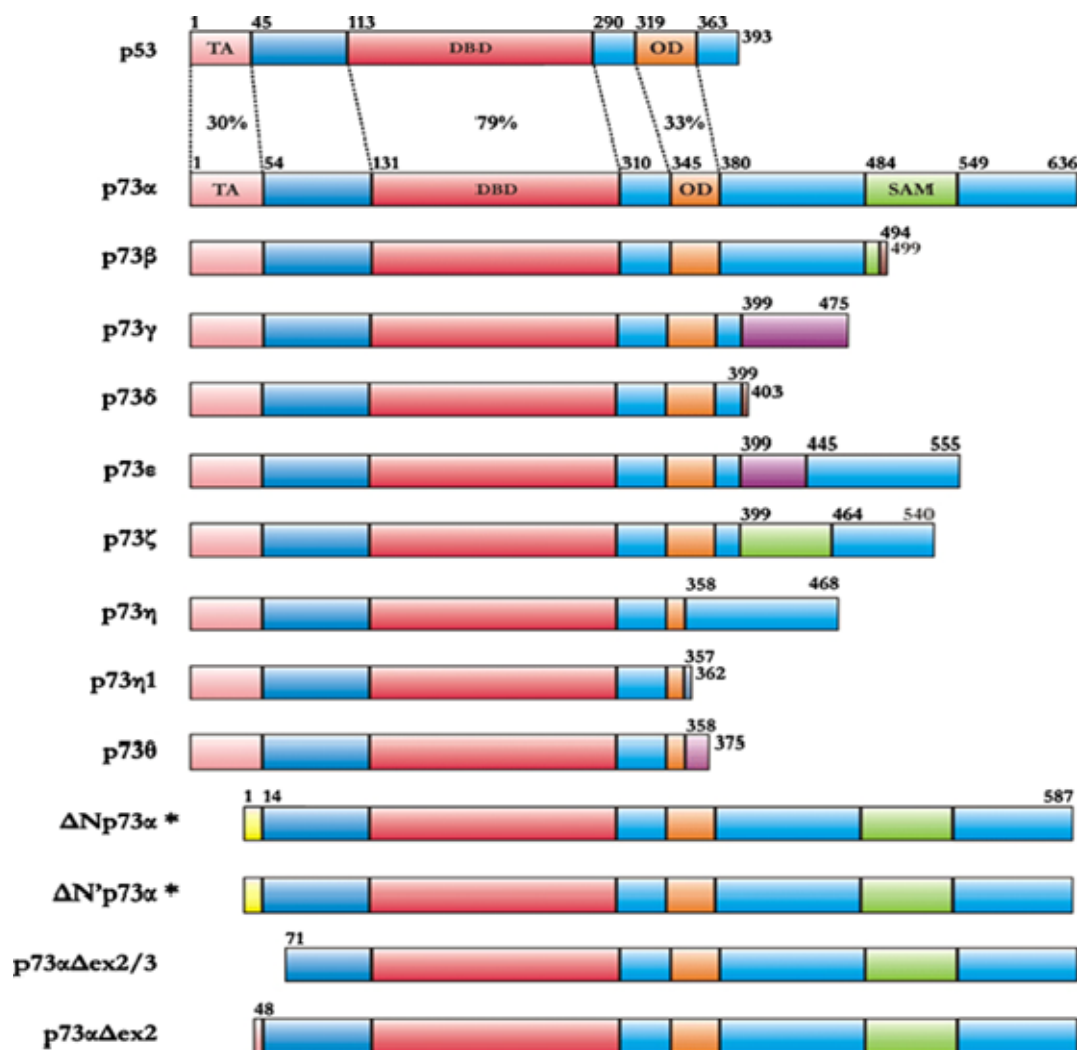 1 45 113 290 319 363
p53 TA DBD OD 393
30% 79% 33%
1 54 131 310 345 380 484 549 636
p73α TA DBD OD SAM
p73β 494
499
399 475
p73γ
399
p73δ 403
399 445 555
p73ε
399 464 540
p73ζ
358 468
p73η
357
p73η1 362
358
p73θ 375
1 14 587
ΔNp73α *
ΔN'p73α *
71
p73αΔex2/3
48
p73αΔex2